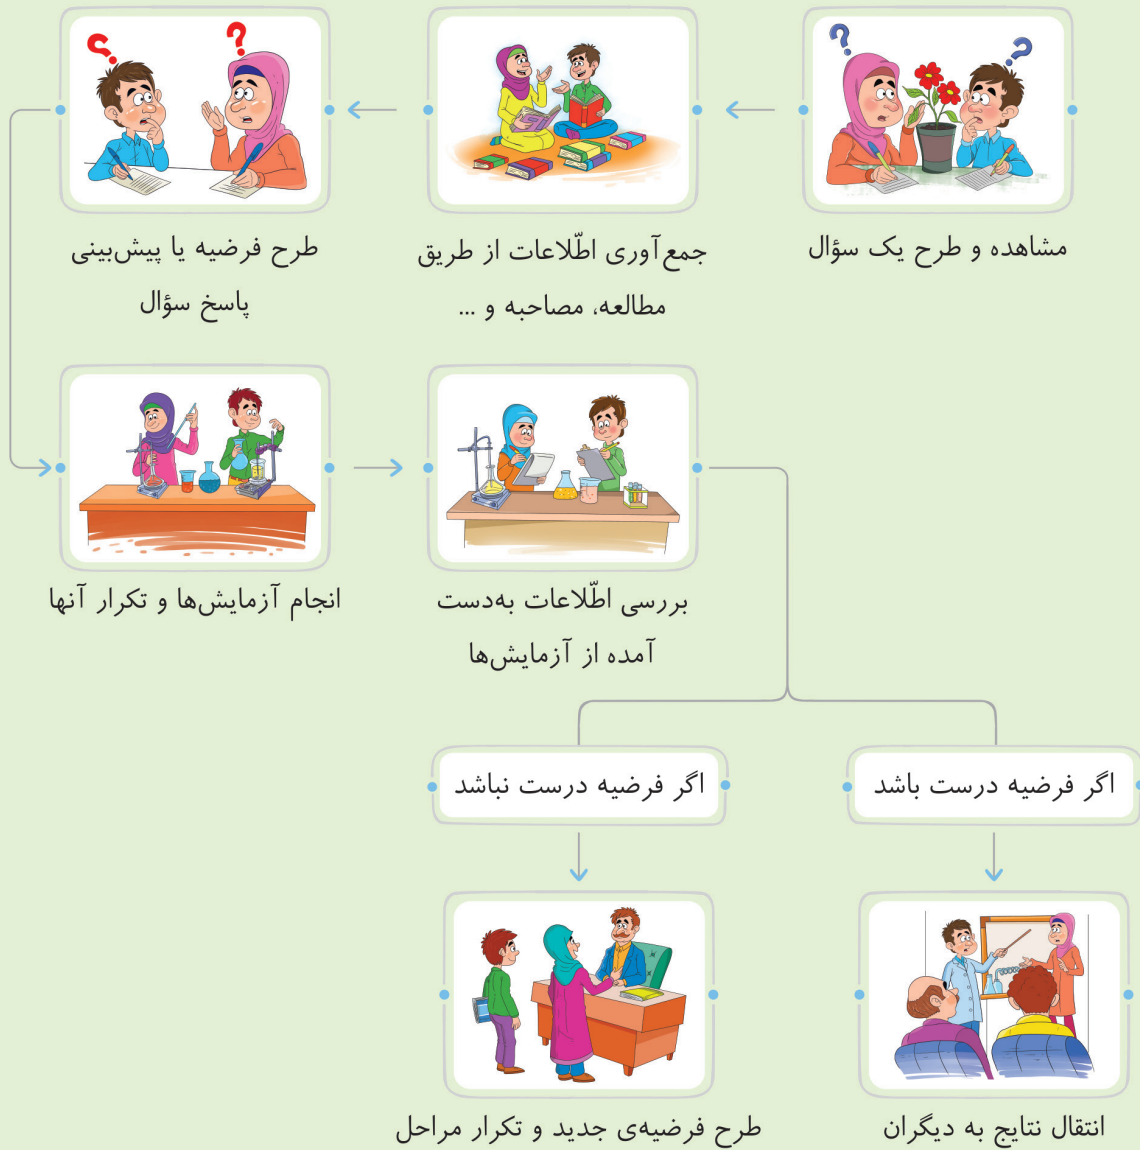 مشاهده و طرح یک سؤال
جمع‌آوری اطّلاعات از طریق
مطالعه، مصاحبه و ...
طرح فرضیه یا پیش‌بینی
پاسخ سؤال
انجام آزمایش‌ها و تکرار آنها
بررسی اطّلاعات به‌دست
آمده از آزمایش‌ها
اگر فرضیه درست باشد
اگر فرضیه درست نباشد
انتقال نتایج به دیگران
طرح فرضیه‌ی جدید و تکرار مراحل